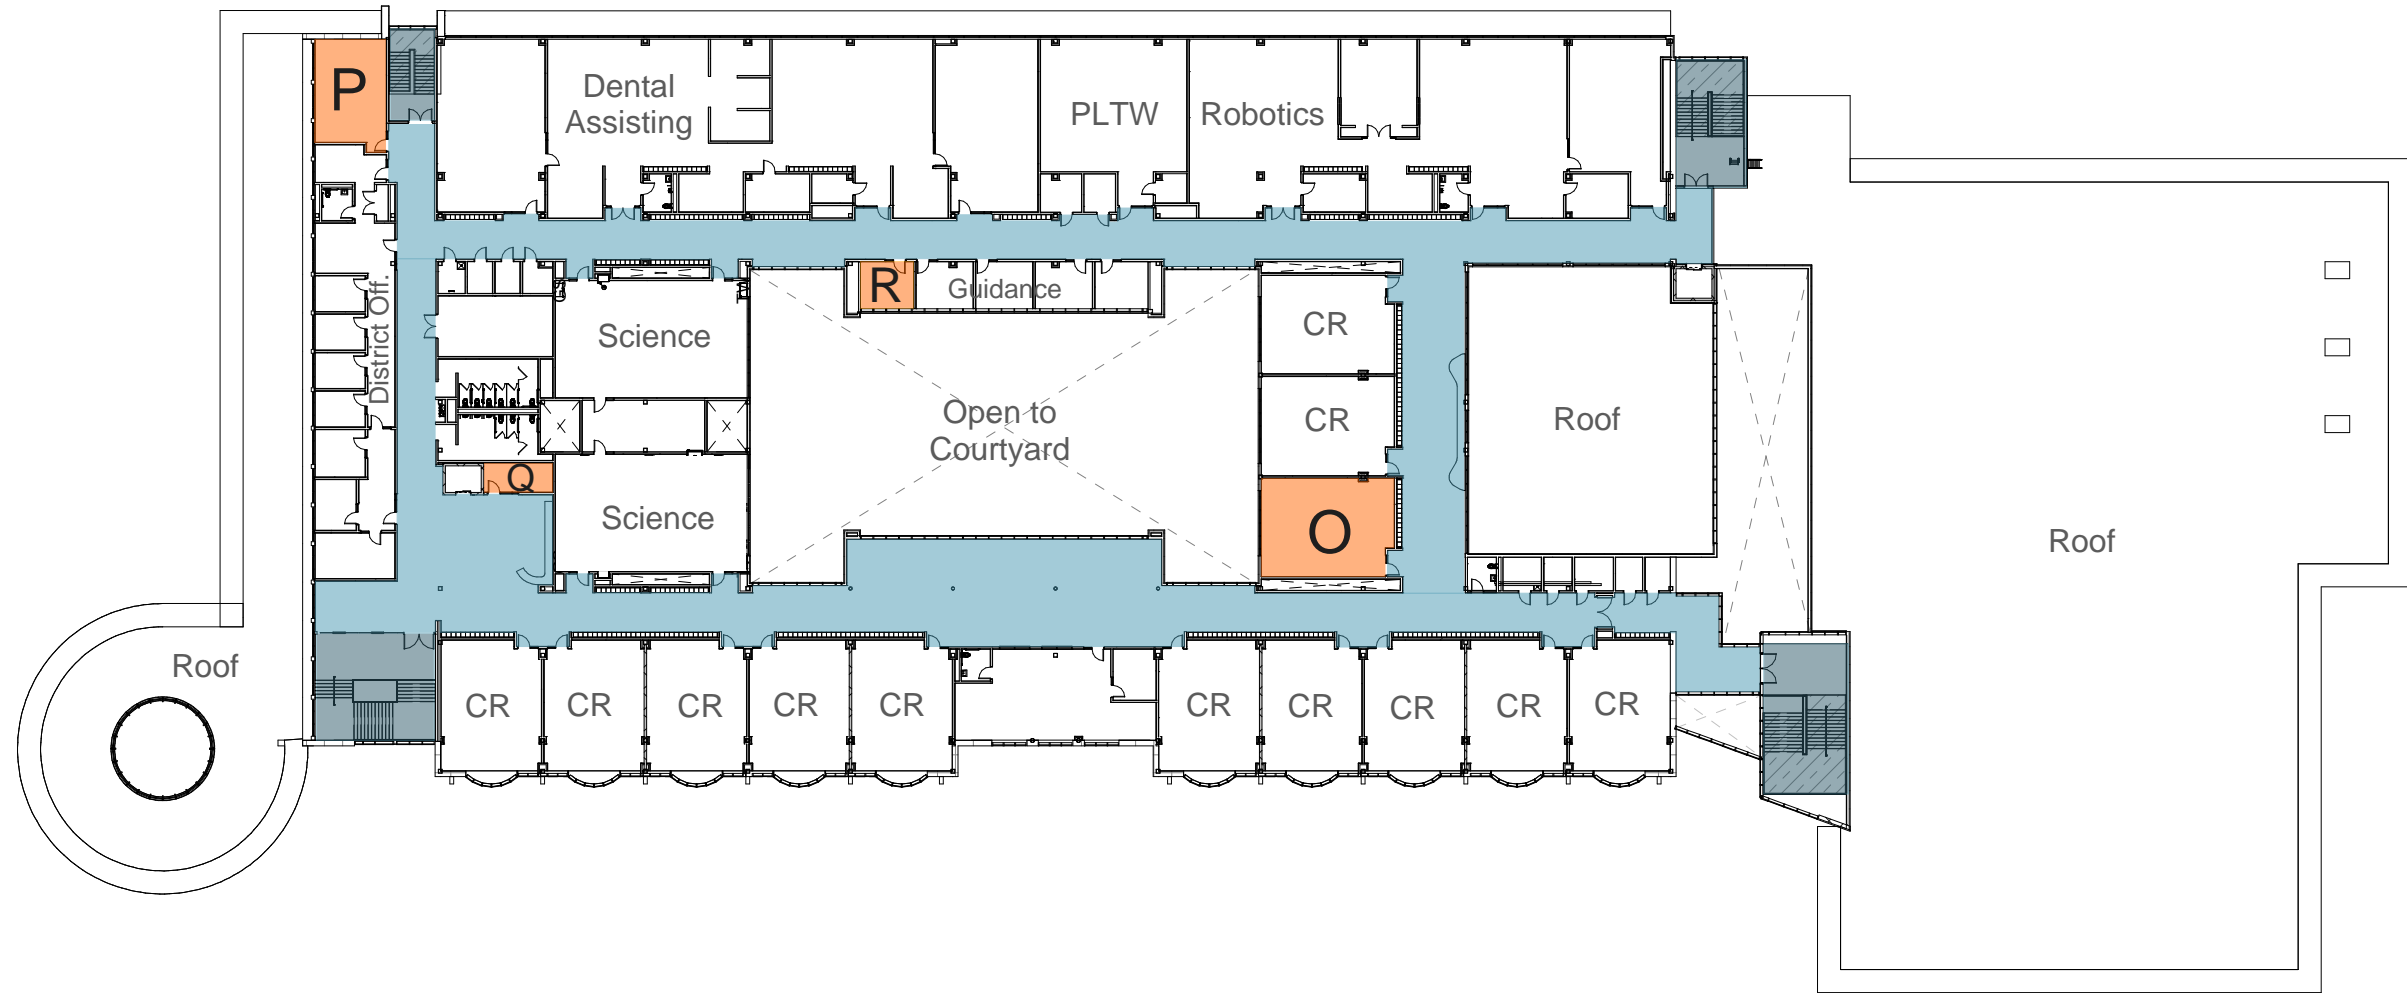 P
Dental
Assisting
PLTW
Robotics
R
Guidance
District Off.
Science
CR
Open to
Courtyard
CR
Roof
Q
Science
O
Roof
Roof
CR
CR
CR
CR
CR
CR
CR
CR
CR
CR